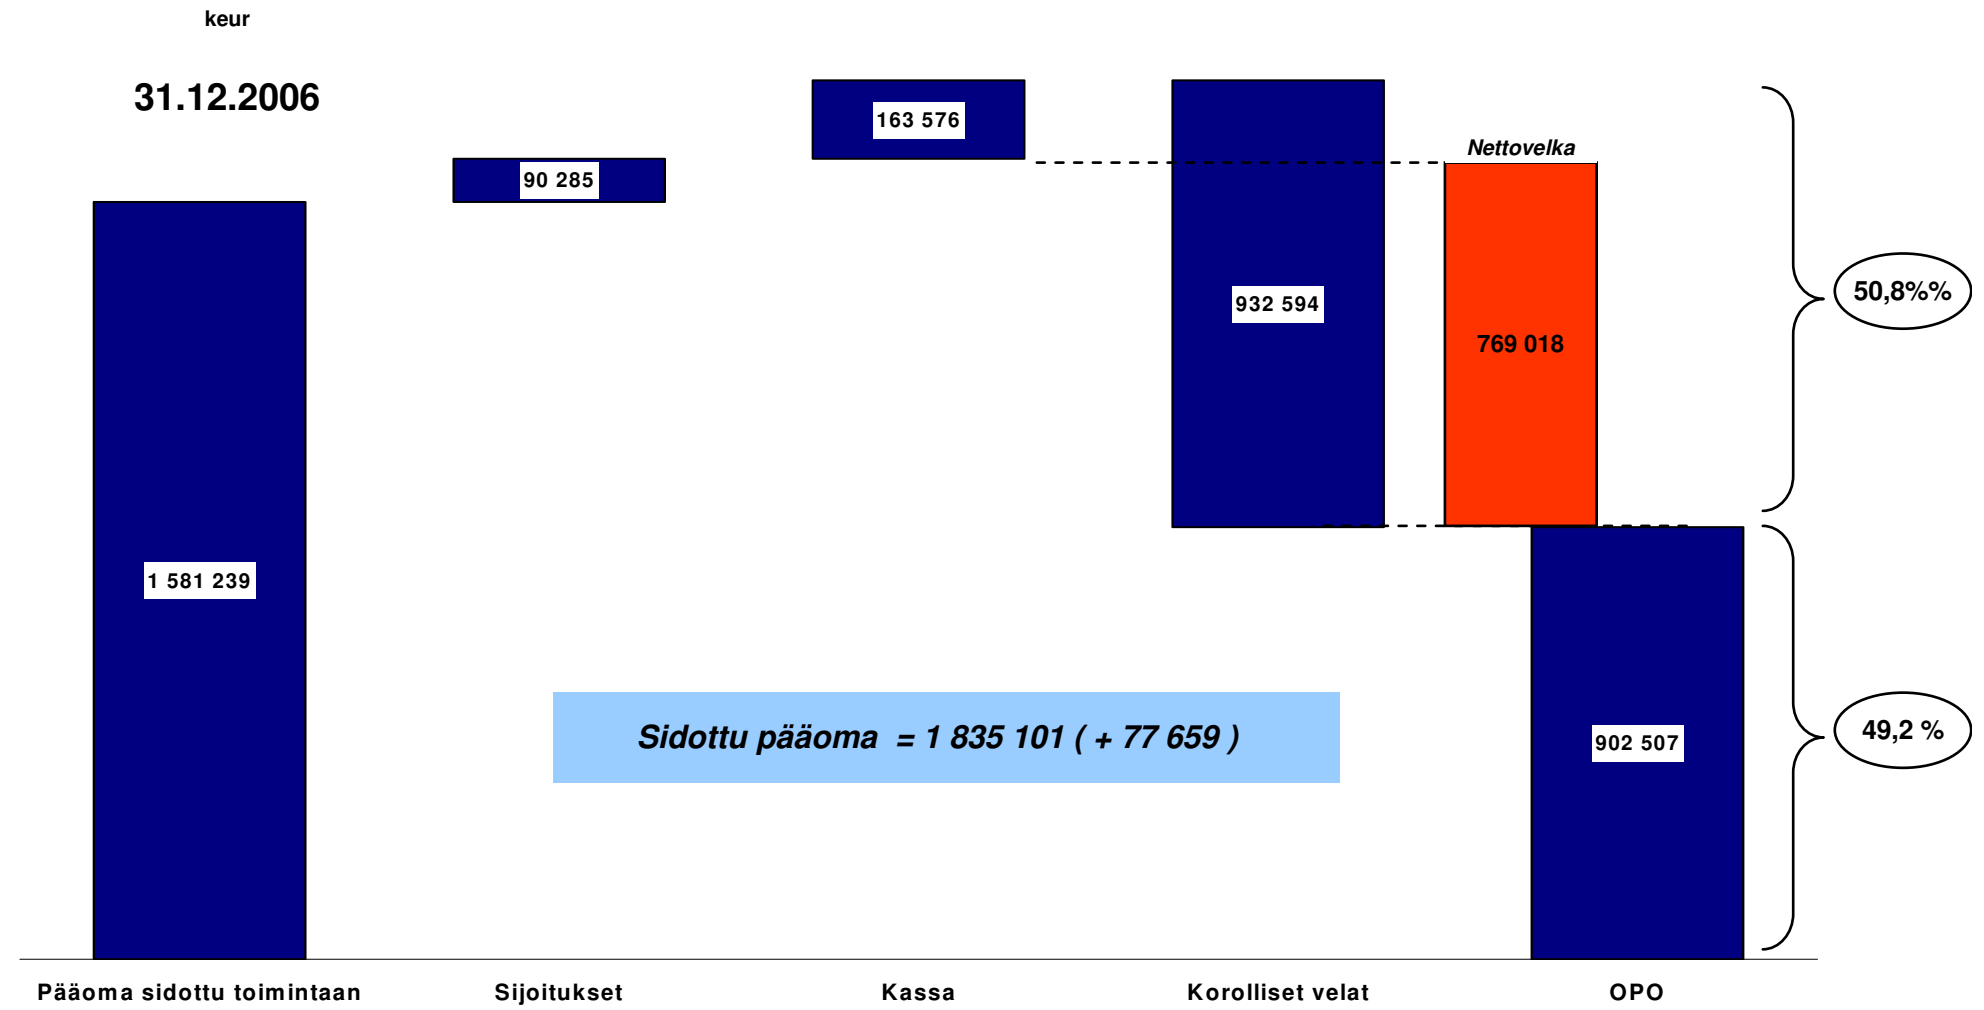 keur
31.12.2006
163 576
Nettovelka
90 285
50,8%%
932 594
769 018
1 581 239
49,2 %
Sidottu pääoma = 1 835 101 ( + 77 659 )
902 507
Pääoma sidottu toimintaan
Sijoitukset
Kassa
Korolliset velat
OPO